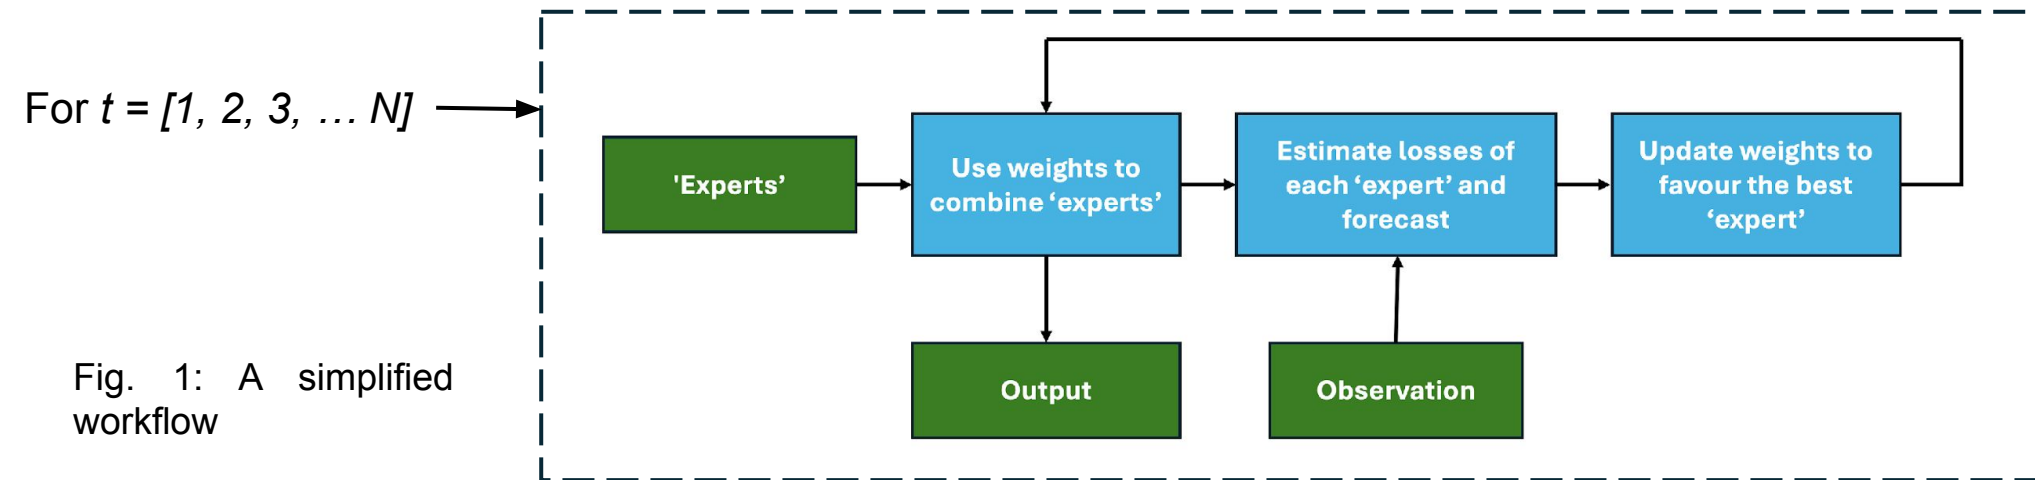 For t = [1, 2, 3, … N]
'Experts’
Use weights to
combine ‘experts’
Estimate losses of
each ‘expert’ and
forecast
Update weights to
favour the best
‘expert’
Output
Observation
Fig. 1: A simplified
workflow